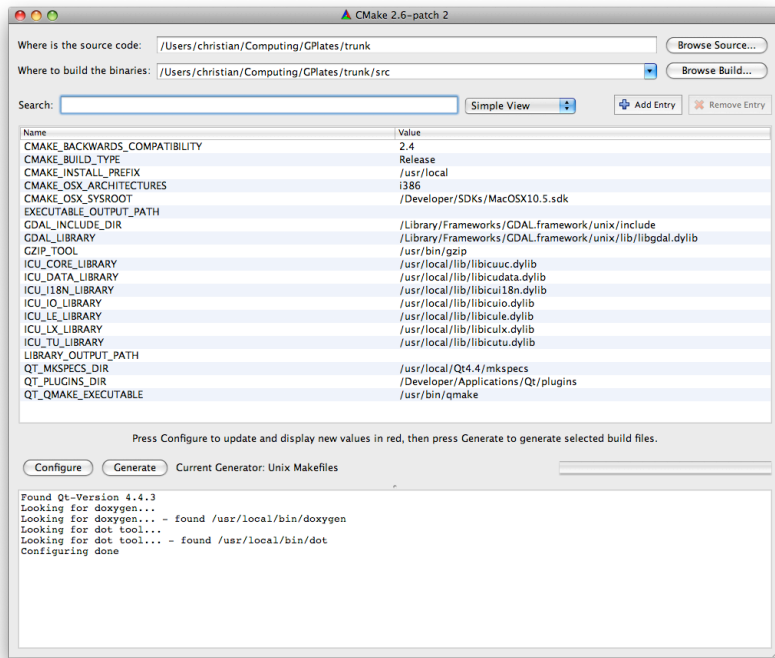 CMake 2.6-patch 2
Where is the source code: /Users/christian/Computing/GPlates/trunk Browse Source...
Where to build the binaries: /Users/christian/Computing/GPlates/trunk/src Browse Build...
Search: Simple View Add Entry Remove Entry
Name Value
CMAKE_BACKWARDS_COMPATIBILITY 2.4
CMAKE_BUILD_TYPE Release
CMAKE_INSTALL_PREFIX /usr/local
CMAKE_OSX_ARCHITECTURES i386
CMAKE_OSX_SYSROOT /Developer/SDKs/MacOSX10.5.sdk
EXECUTABLE_OUTPUT_PATH
GDAL_INCLUDE_DIR /Library/Frameworks/GDAL.framework/unix/include
GDAL_LIBRARY /Library/Frameworks/GDAL.framework/unix/lib/libgdal.dylib
GZIP_TOOL /usr/bin/gzip
ICU_CORE_LIBRARY /usr/local/lib/libicuuc.dylib
ICU_DATA_LIBRARY /usr/local/lib/libicudata.dylib
ICU_I18N_LIBRARY /usr/local/lib/libicui18n.dylib
ICU_IO_LIBRARY /usr/local/lib/libicuio.dylib
ICU_LE_LIBRARY /usr/local/lib/libicule.dylib
ICU_LX_LIBRARY /usr/local/lib/libiculx.dylib
ICU_TU_LIBRARY /usr/local/lib/libicutu.dylib
LIBRARY_OUTPUT_PATH
QT_MKSPECS_DIR /usr/local/Qt4.4/mkspecs
QT_PLUGINS_DIR /Developer/Applications/Qt/plugins
QT_QMAKE_EXECUTABLE /usr/bin/qmake
Press Configure to update and display new values in red, then press Generate to generate selected build files.
Configure Generate Current Generator: Unix Makefiles
Found Qt-Version 4.4.3
Looking for doxygen...
Looking for doxygen... - found /usr/local/bin/doxygen
Looking for dot tool...
Looking for dot tool... - found /usr/local/bin/dot
Configuring done